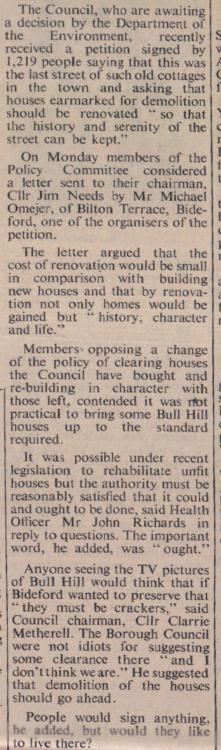 The Council, who are awaiting
a decision by the Department of
the Environment, recently
received a petition signed by
1,219 people saying that this was
the last street of such old cottages
in the town and asking that
houses earmarked for demolition
should be renovated "so that
the history and serenity of the
street can be kept."
On Monday members of the
Policy Committee considered
a letter sent to their chairman,
Cllr Jim Needs by Mr Michael
Omejer, of Bilton Terrace, Bide-
ford, one of the organisers of the
petition.
The letter argued that the
cost of renovation would be small
in comparison with building
new houses and that by renova-
tion not only homes would be
gained but "history, character
and life."
Members opposing a change
of the policy of clearing houses
the Council have bought and
re-building in character with
those left, contended it was not
practical to bring some Bull Hill
houses up to the standard
required.
It was possible under recent
legislation to rehabilitate unfit
houses but the authority must be
reasonably satisfied that it could
and ought to be done, said Health
Officer Mr John Richards in
reply to questions. The important
word, he added, was "ought."
Anyone seeing the TV pictures
of Bull Hill would think that if
Bideford wanted to preserve that
"they must be crackers," said
Council chairman, Cllr Clarrie
Metherell. The Borough Council
were not idiots for suggesting
some clearance there "and I
don't think we are." He suggested
that demolition of the houses
should go ahead.
People would sign anything,
he added, but would they like
to live there?